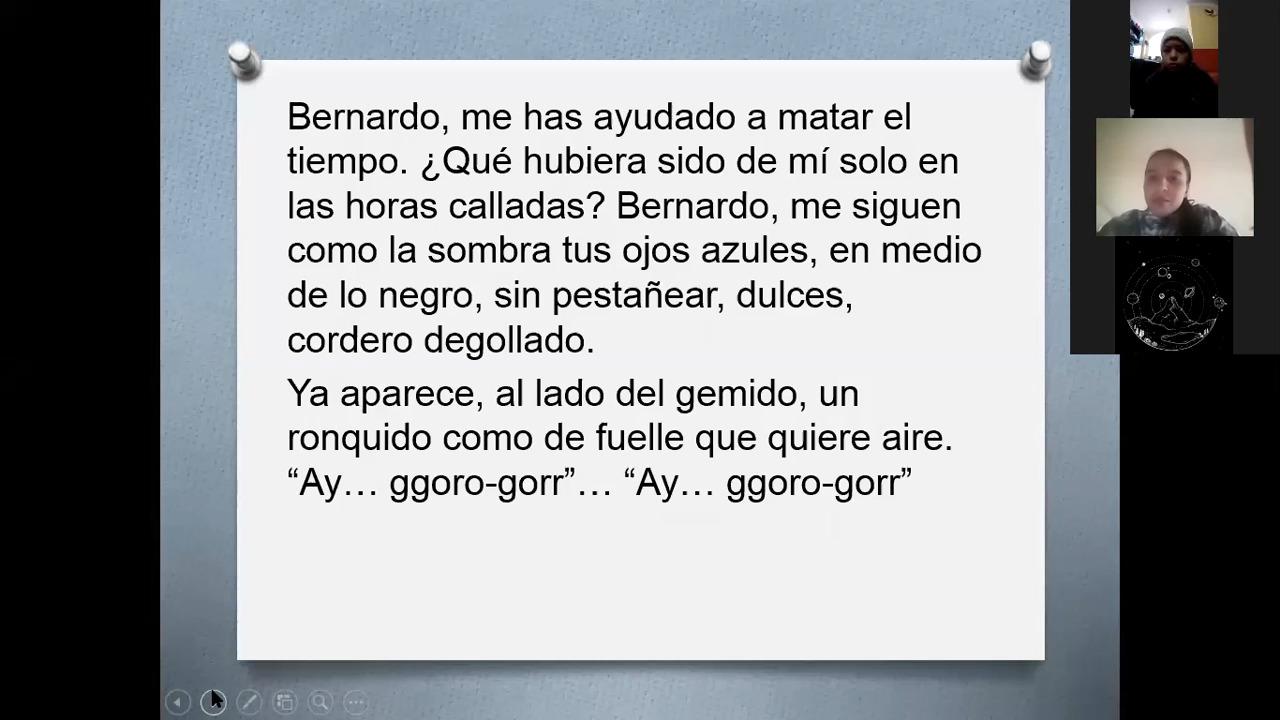 Bernardo, me has ayudado a matar el
tiempo. ¿Qué hubiera sido de mí solo en
las horas calladas? Bernardo, me siguen
como la sombra tus ojos azules, en medio
de lo negro, sin pestañear, dulces,
cordero degollado.
Ya aparece, al lado del gemido, un
ronquido como de fuelle que quiere aire.
“Ay… ggoro-gorr”… “Ay… ggoro-gorr”